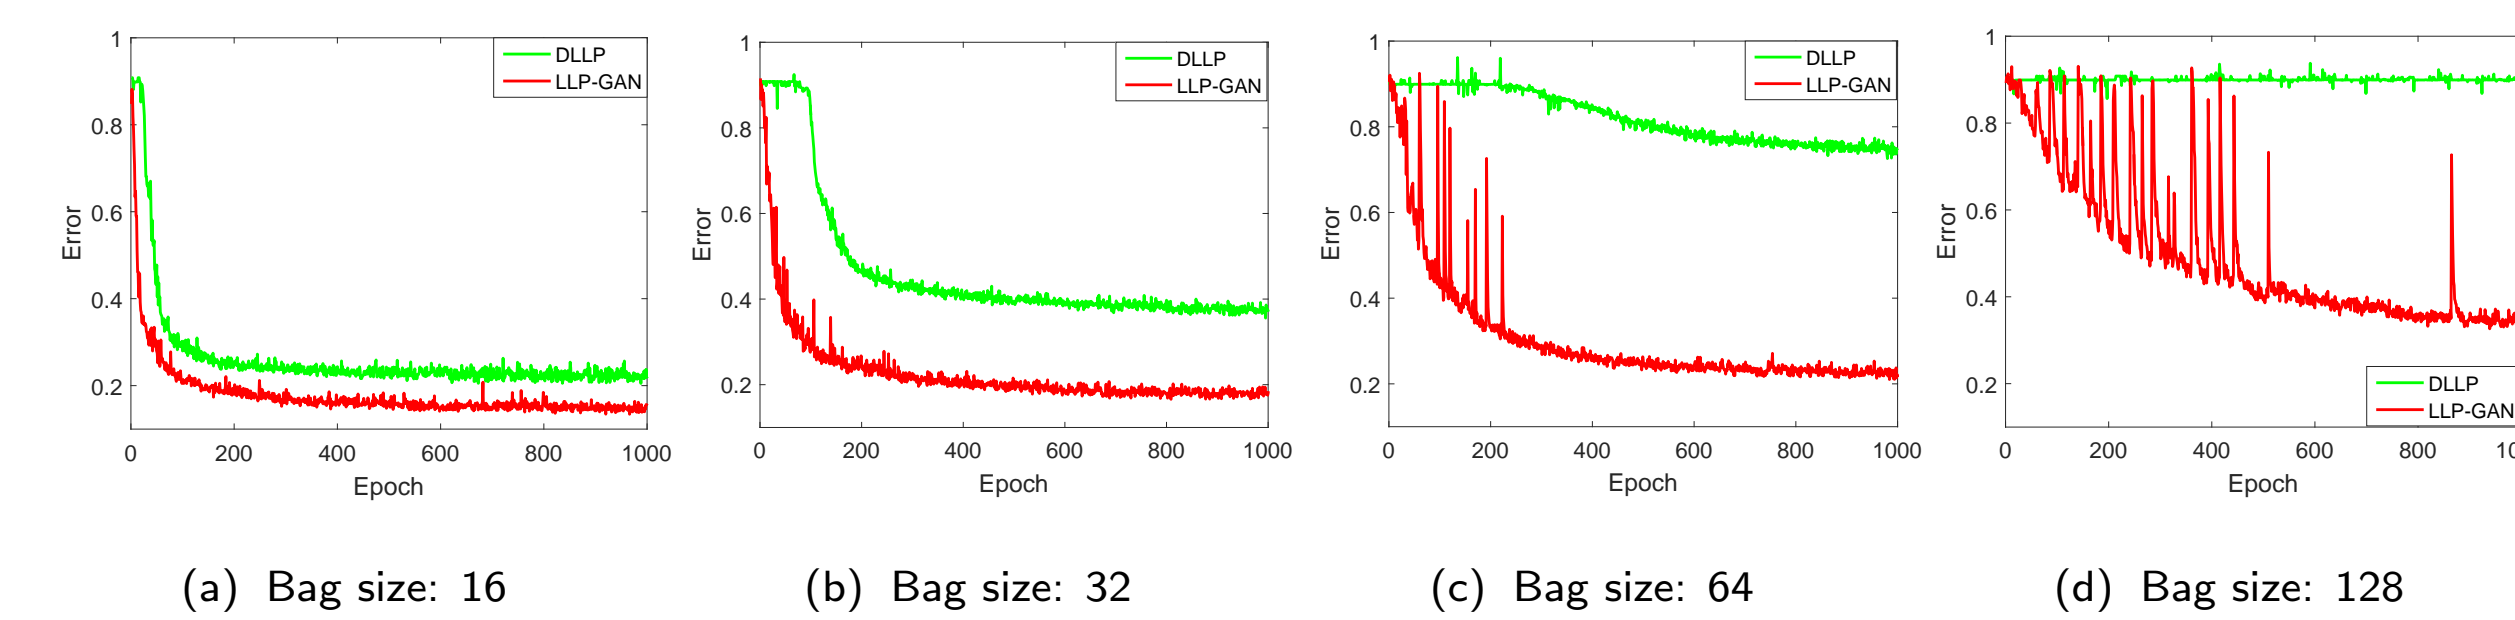 1
0.8
0.6
0.4
0.2
0 200 400 600 800 1000
Error
Epoch
DLLP
LLP-GAN
(a) Bag size: 16
1
0.8
0.6
0.4
0.2
0 200 400 600 800 1000
Error
Epoch
DLLP
LLP-GAN
(b) Bag size: 32
1
0.8
0.6
0.4
0.2
0 200 400 600 800 1000
Error
Epoch
DLLP
LLP-GAN
(c) Bag size: 64
1
0.8
0.6
0.4
0.2
0 200 400 600 800
Error
Epoch
DLLP
LLP-GAN
(d) Bag size: 128